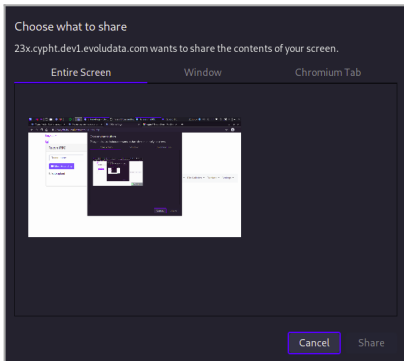 Choose what to share
23x.cypht.dev1.evoludata.com wants to share the contents of your screen.
Entire Screen Window Chromium Tab
Cancel Share